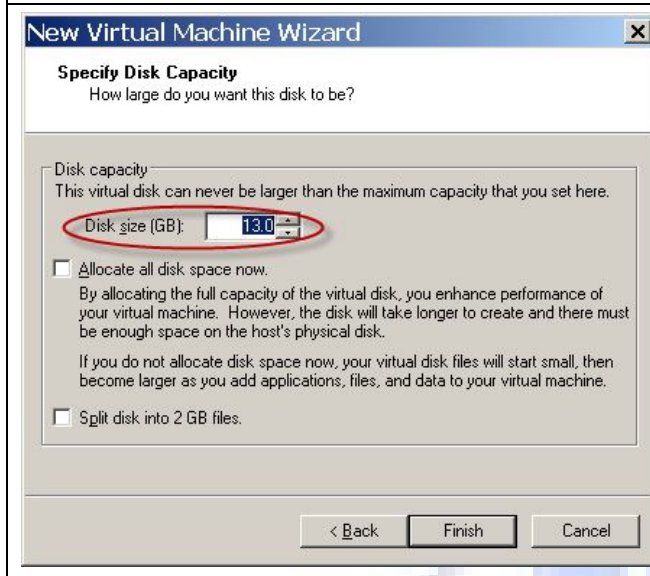 New Virtual Machine Wizard
Specify Disk Capacity
How large do you want this disk to be?
Disk capacity
This virtual disk can never be larger than the maximum capacity that you set here.
Disk size (GB): 13.0
Allocate all disk space now.
By allocating the full capacity of the virtual disk, you enhance performance of
your virtual machine. However, the disk will take longer to create and there must
be enough space on the host's physical disk.
If you do not allocate disk space now, your virtual disk files will start small, then
become larger as you add applications, files, and data to your virtual machine.
Split disk into 2 GB files.
< Back Finish Cancel